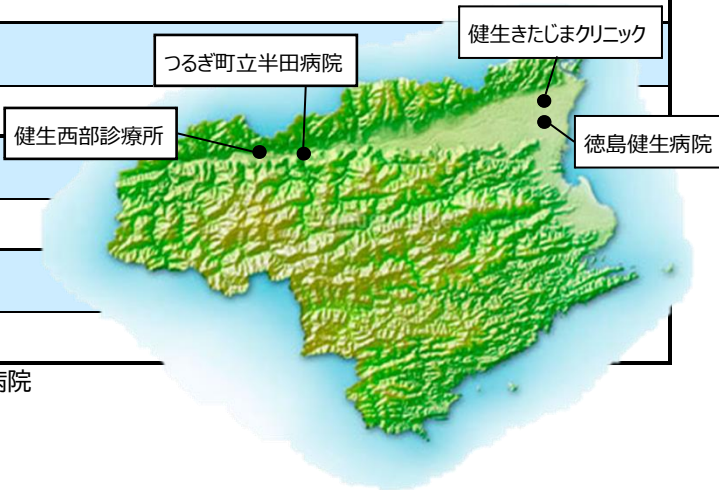 健生きたじまクリニック
つるぎ町立半田病院
健生西部診療所
徳島健生病院
病院